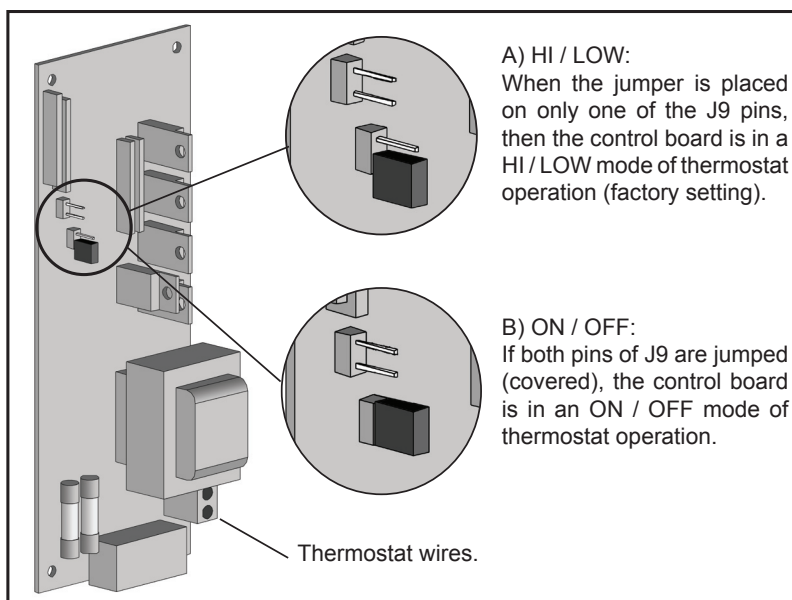 A) HI / LOW:
When the jumper is placed
on only one of the J9 pins,
then the control board is in a
HI / LOW mode of thermostat
operation (factory setting).
B) ON / OFF:
If both pins of J9 are jumped
(covered), the control board
is in an ON / OFF mode of
thermostat operation.
Thermostat wires.